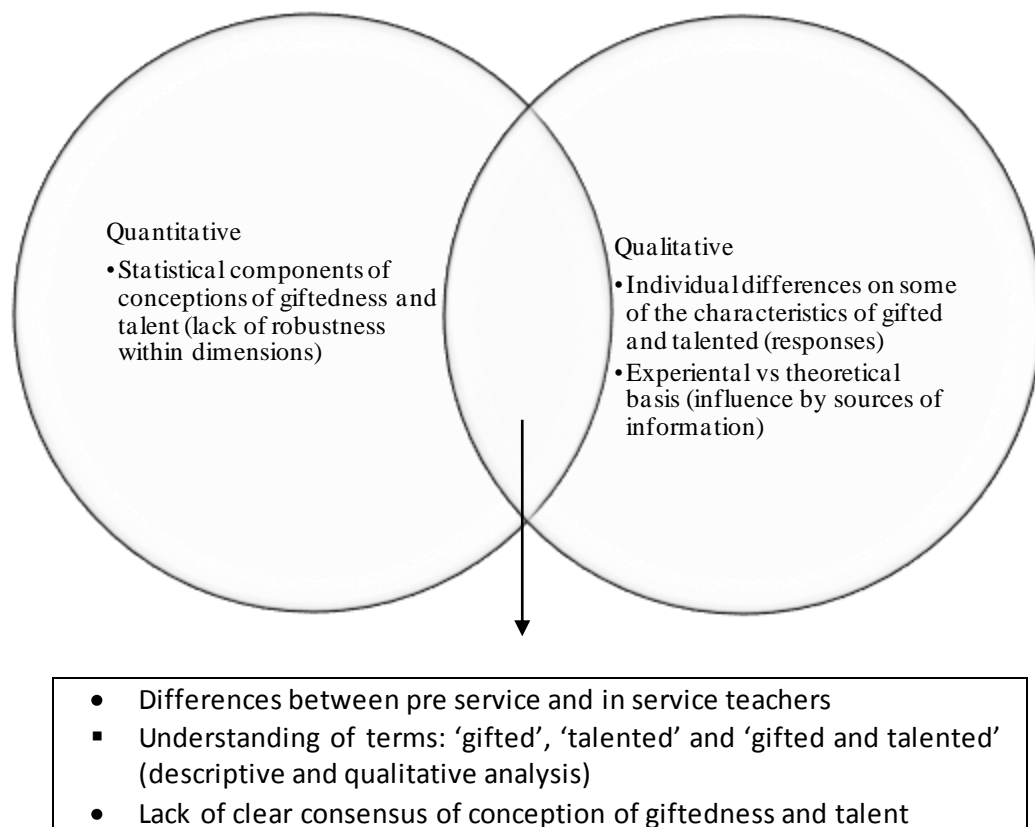 Quantitative
•Statistical components of
conceptions of giftedness and
talent (lack of robustness
within dimensions)
Qualitative
•Individual differences on some
of the characteristics of gifted
and talented (responses)
•Experiental vs theoretical
basis (influence by sources of
information)
● Differences between pre service and in service teachers
▪ Understanding of terms: ‘gifted’, ‘talented’ and ‘gifted and talented’
(descriptive and qualitative analysis)
● Lack of clear consensus of conception of giftedness and talent